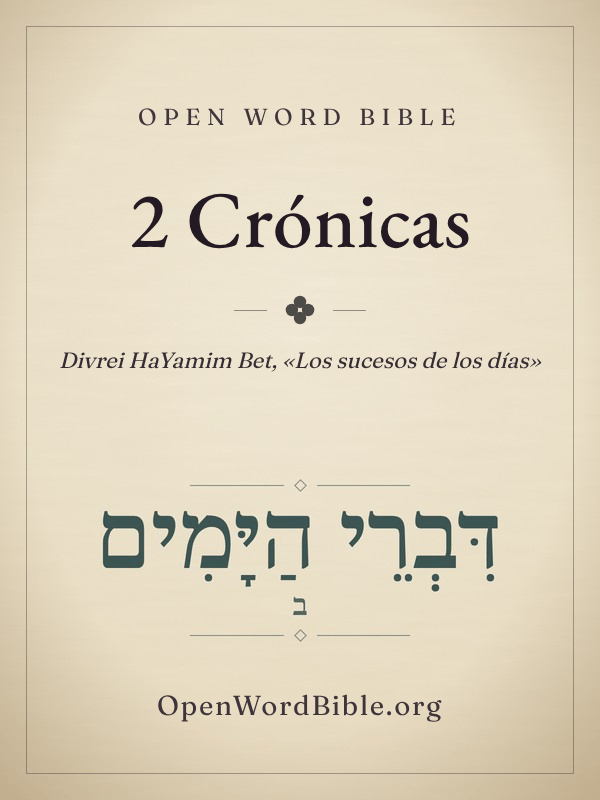 OPEN WORD BIBLE
2 Crónicas
Divrei HaYamim Bet, «Los sucesos de los días»
דִּבְרֵי הַיָּמִים
ב
OpenWordBible.org